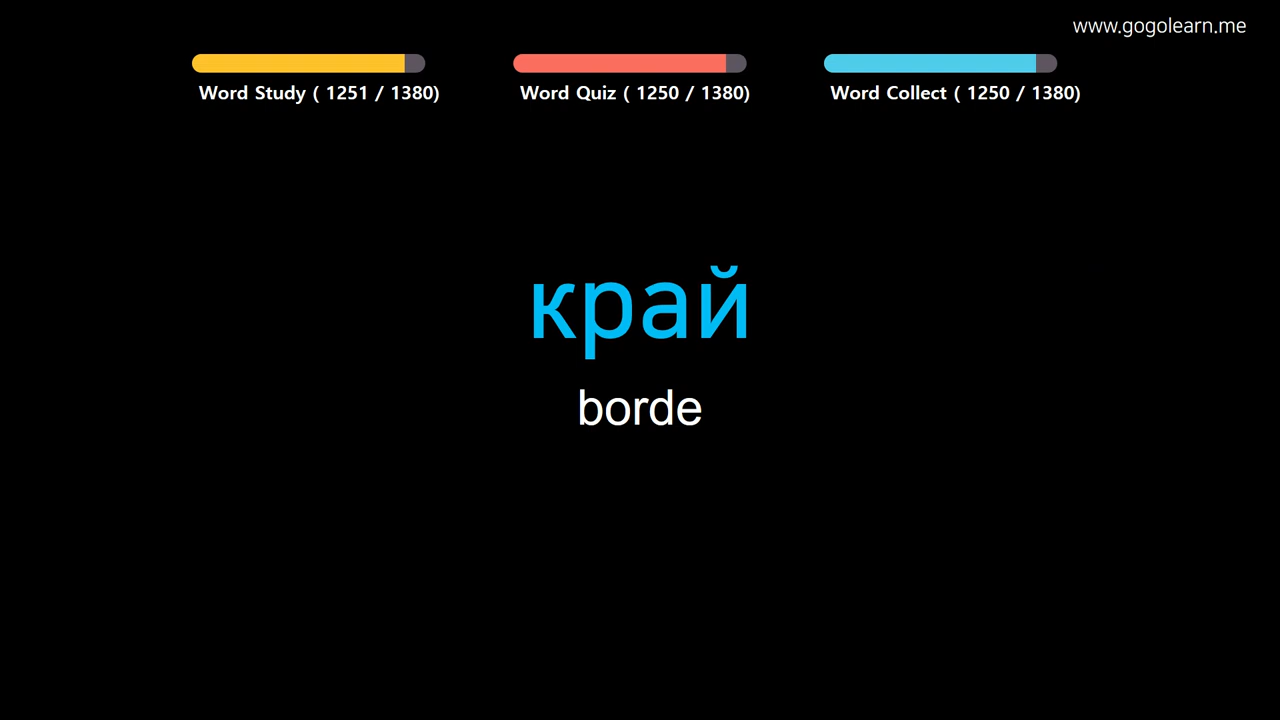 www.gogolearn.me
Word Study ( 1251 / 1380)
Word Quiz ( 1250 / 1380)
Word Collect ( 1250 / 1380)
край
borde